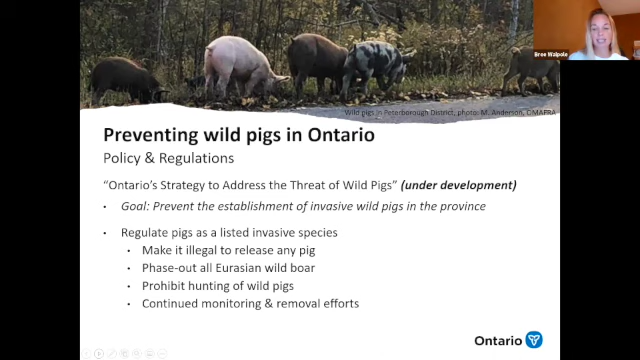 Bree Walpole
Wild pigs in Peterborough District, photo: M. Anderson, OMAFRA
Preventing wild pigs in Ontario
Policy & Regulations
“Ontario’s Strategy to Address the Threat of Wild Pigs” (under development)
• Goal: Prevent the establishment of invasive wild pigs in the province
• Regulate pigs as a listed invasive species
• Make it illegal to release any pig
• Phase-out all Eurasian wild boar
• Prohibit hunting of wild pigs
• Continued monitoring & removal efforts
Ontario